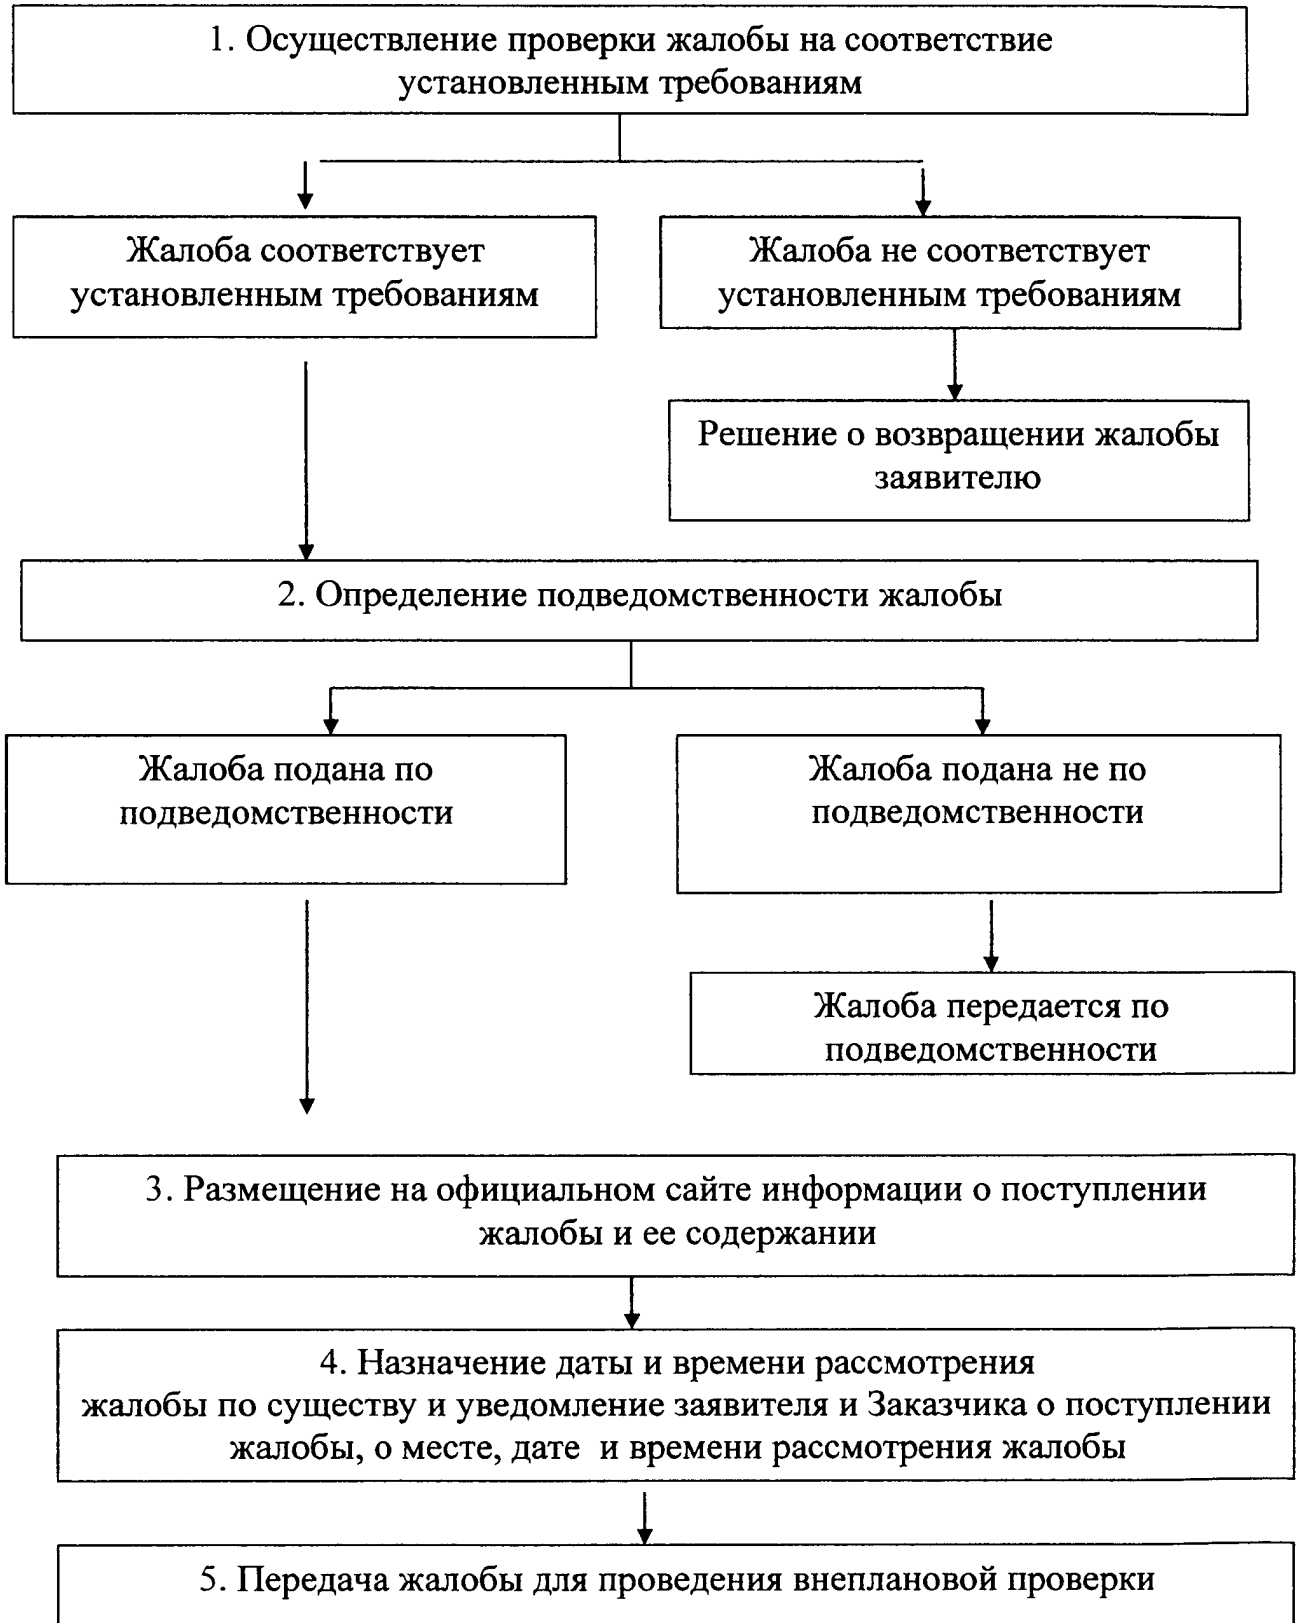 1. Осуществление проверки жалобы на соответствие
установленным требованиям
Жалоба соответствует
установленным требованиям
Жалоба не соответствует
установленным требованиям
Решение о возвращении жалобы
заявителю
2. Определение подведомственности жалобы
Жалоба подана по
подведомственности
Жалоба подана не по
подведомственности
Жалоба передается по
подведомственности
3. Размещение на официальном сайте информации о поступлении
жалобы и ее содержании
4. Назначение даты и времени рассмотрения
жалобы по существу и уведомление заявителя и Заказчика о поступлении
жалобы, о месте, дате и времени рассмотрения жалобы
5. Передача жалобы для проведения внеплановой проверки